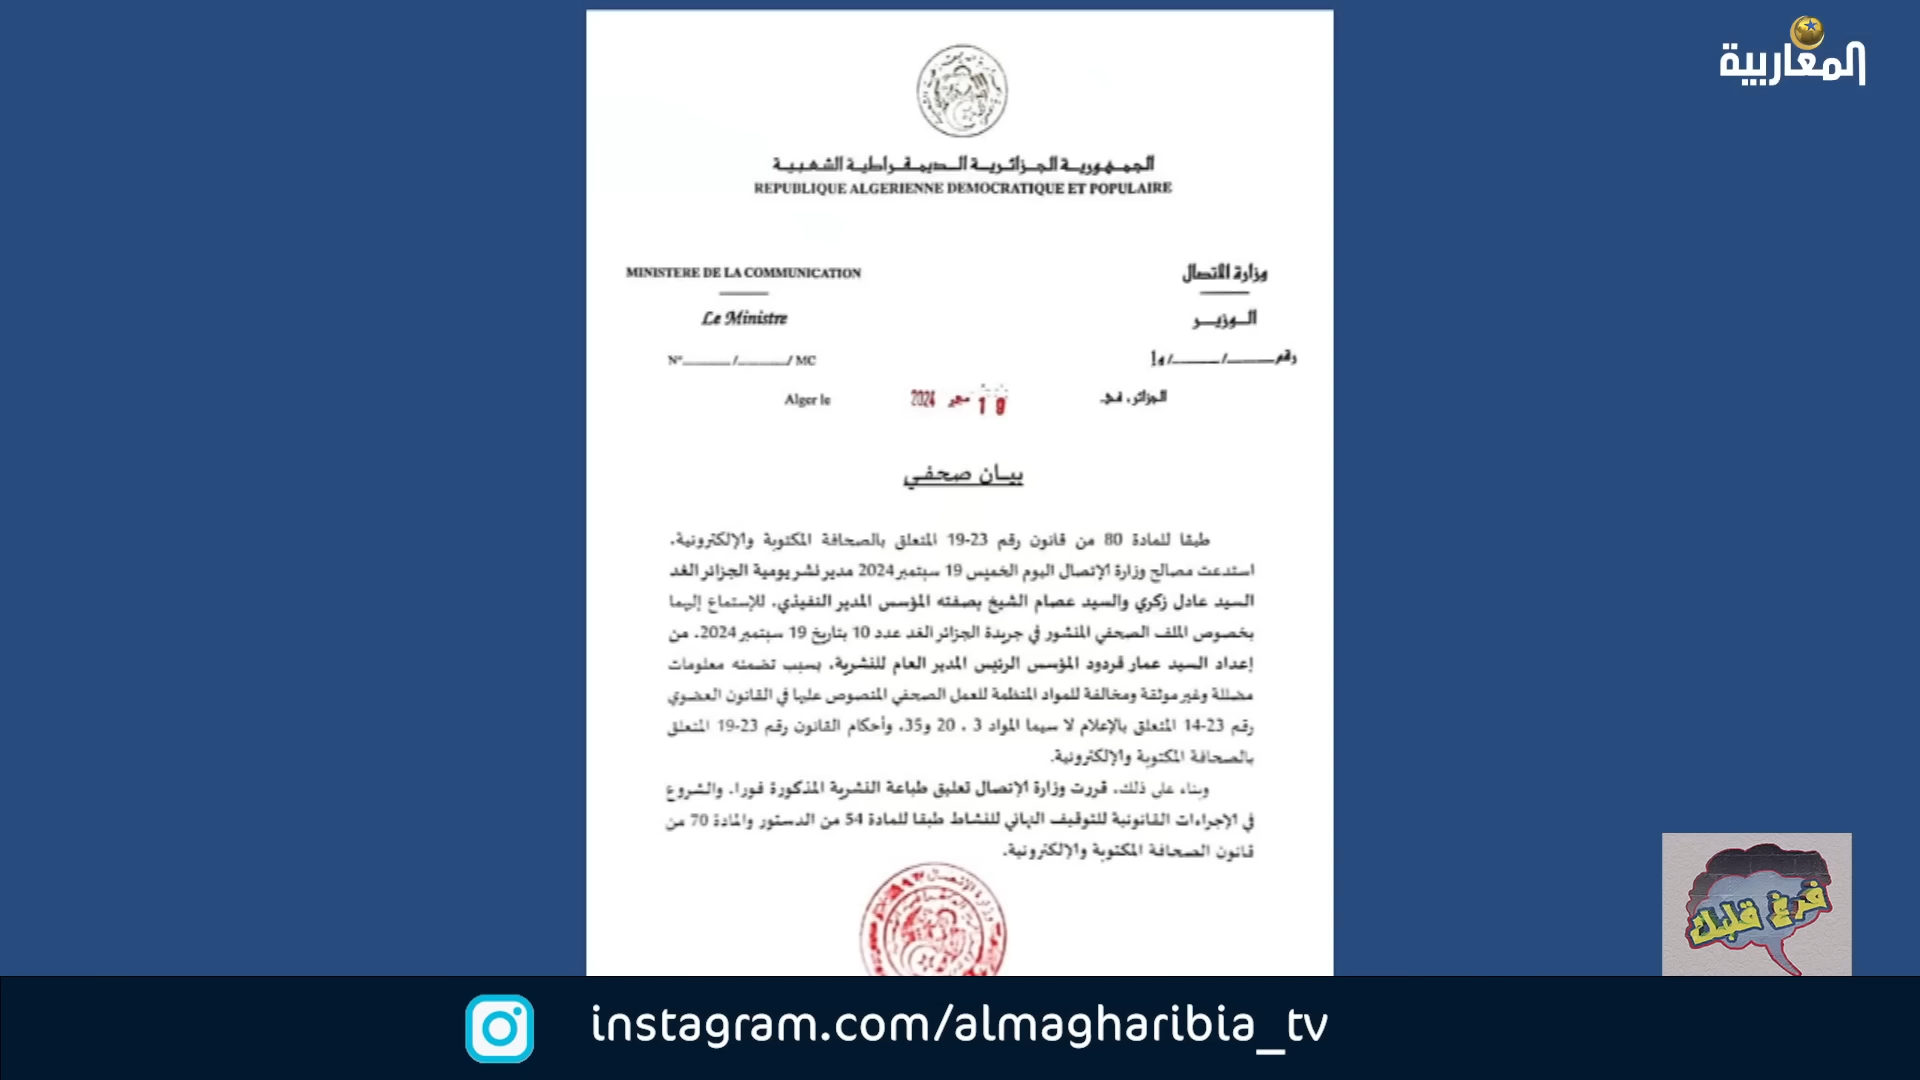 المغاربية
الجمهورية الجزائرية الديمقراطية الشعبية
REPUBLIQUE ALGERIENNE DEMOCRATIQUE ET POPULAIRE
MINISTERE DE LA COMMUNICATION
وزارة الاتصال
Le Ministre
الوزير
N°______/______/ MC
رقم______/______/ا
Alger le
19 2024
الجزائر، في
بيان صحفي
طبقا للمادة 80 من قانون رقم 23-19 المتعلق بالصحافة المكتوبة والإلكترونية،
استدعت مصالح وزارة الإتصال اليوم الخميس 19 سبتمبر 2024 مدير نشر يومية الجزائر الغد
السيد عادل زكري والسيد عصام الشيخ بصفته المؤسس المدير التنفيذي، للإستماع إليهما
بخصوص الملف الصحفي المنشور في جريدة الجزائر الغد عدد 10 بتاريخ 19 سبتمبر 2024، من
إعداد السيد عمار قردود المؤسس الرئيس المدير العام للنشرية، بسبب تضمنه معلومات
مضللة وغير موثقة ومخالفة للمواد المنظمة للعمل الصحفي المنصوص عليها في القانون العضوي
رقم 23-14 المتعلق بالإعلام لا سيما المواد 3 ، 20 و35، وأحكام القانون رقم 23-19 المتعلق
بالصحافة المكتوبة والإلكترونية.
وبناء على ذلك، قررت وزارة الإتصال تعليق طباعة النشرية المذكورة فورا، والشروع
في الإجراءات القانونية للتوقيف النهائي للنشاط طبقا للمادة 54 من الدستور والمادة 70 من
قانون الصحافة المكتوبة والإلكترونية.
فرغ قلبك
instagram.com/almagharibia_tv